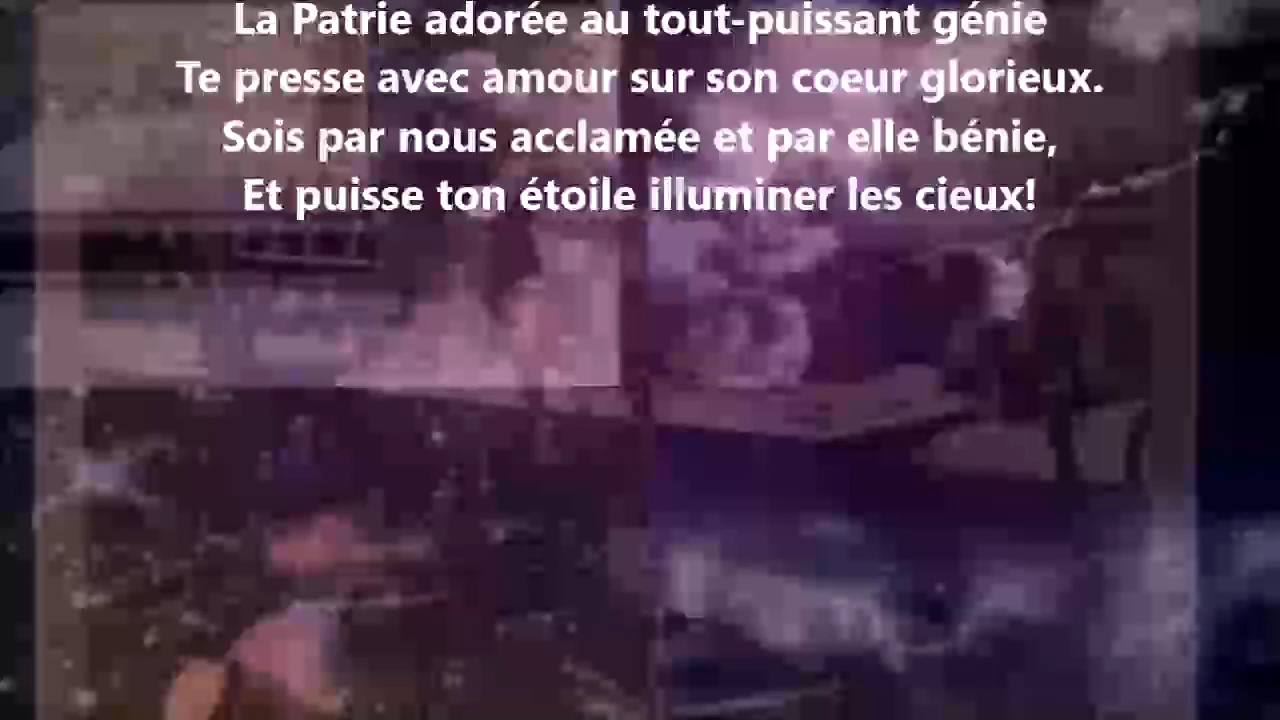 La Patrie adorée au tout-puissant génie
Te presse avec amour sur son coeur glorieux.
Sois par nous acclamée et par elle bénie,
Et puisse ton étoile illuminer les cieux!